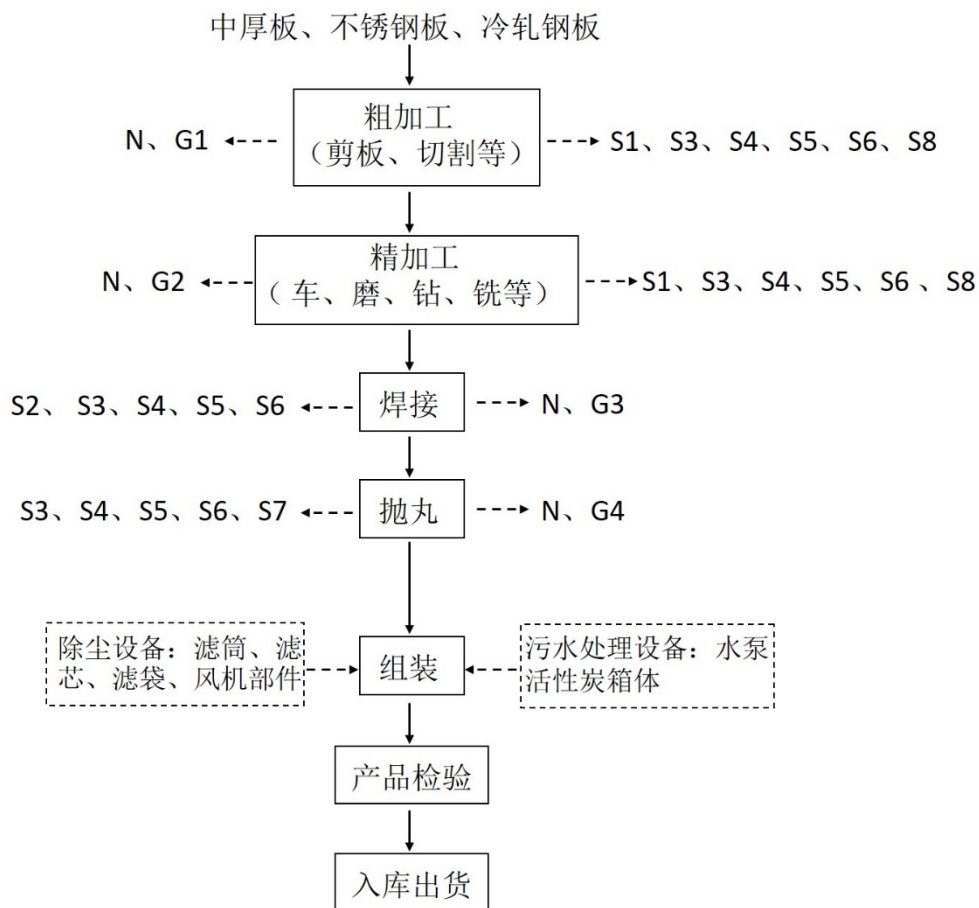 中厚板、不锈钢板、冷轧钢板
粗加工
（剪板、切割等）
N、G1
S1、S3、S4、S5、S6、S8
精加工
（ 车、磨、钻、铣等）
N、G2
S1、S3、S4、S5、S6 、S8
S2、 S3、S4、S5、S6
焊接
N、G3
S3、S4、S5、S6、S7
抛丸
N、G4
除尘设备：滤筒、滤
芯、滤袋、风机部件
组装
污水处理设备：水泵
活性炭箱体
产品检验
入库出货